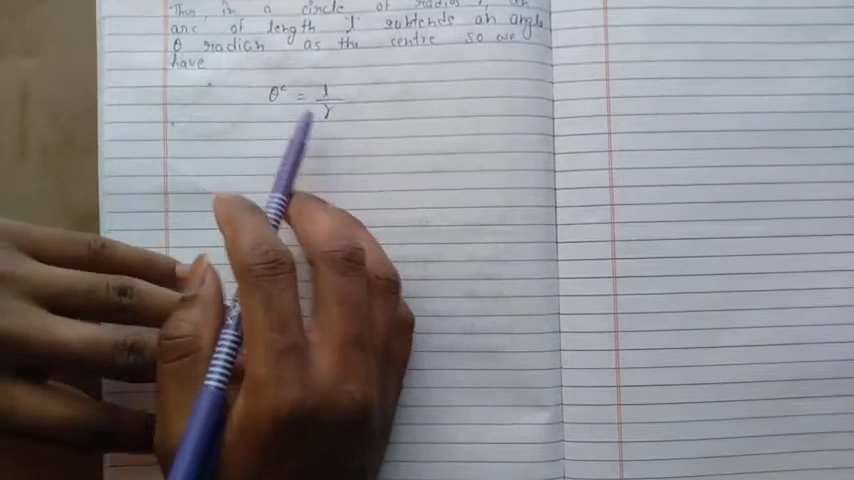 Thus, in a circle of radius r, an
arc of length 'l' subtends an angle
θ radian as the centre so we
have
θᶜ = l/r